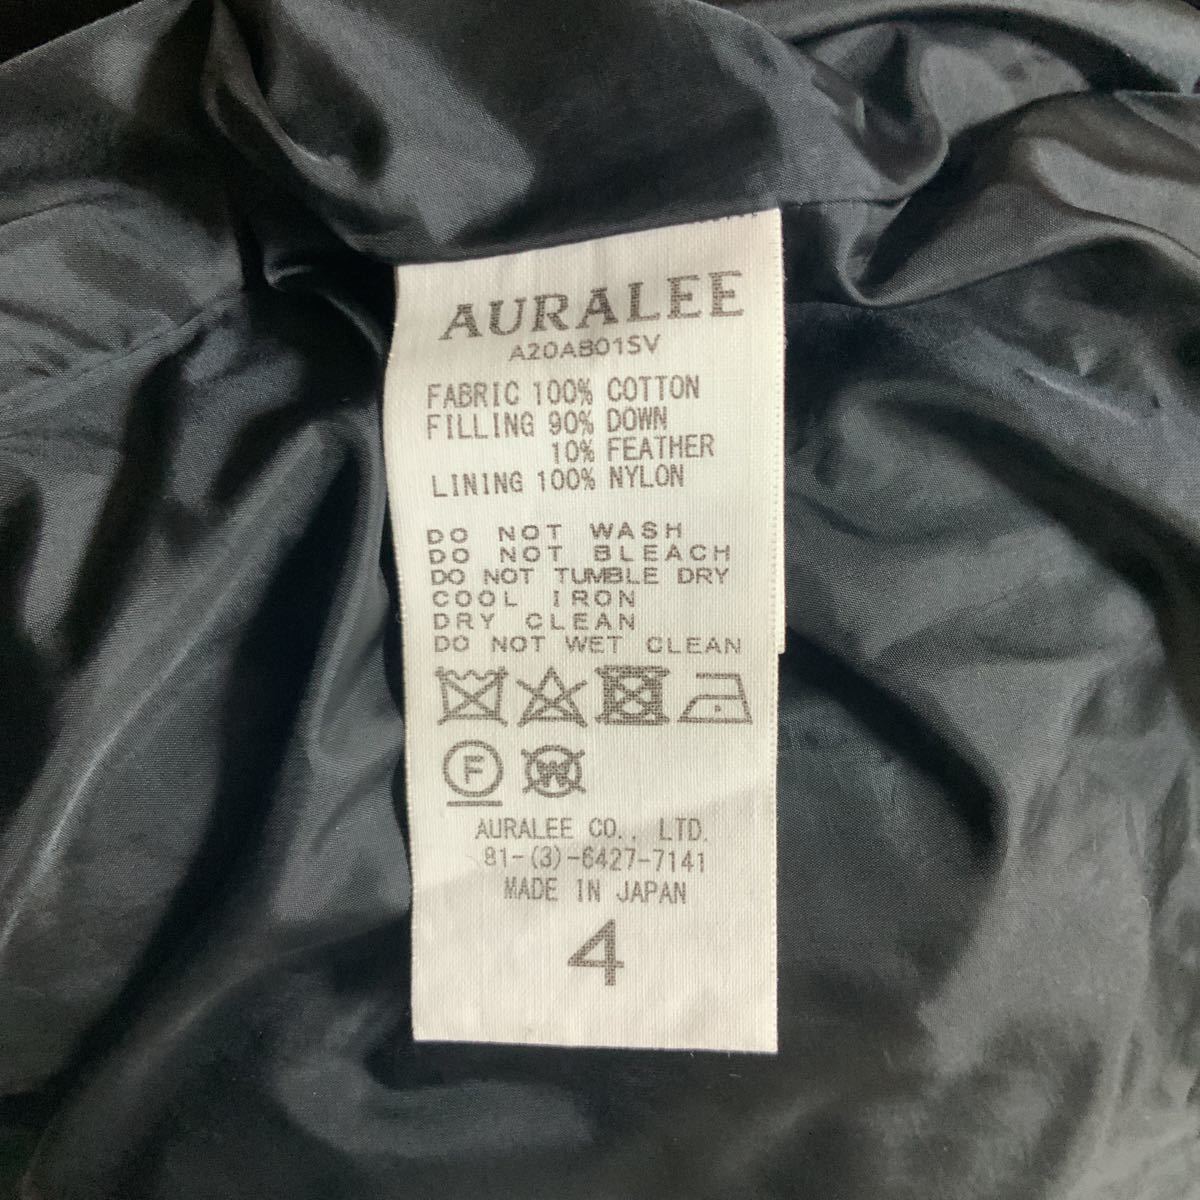 AURALEE
A20AB01SV
FABRIC 100% COTTON
FILLING 90% DOWN
10% FEATHER
LINING 100% NYLON
DO NOT WASH
DO NOT BLEACH
DO NOT TUMBLE DRY
COOL IRON
DRY CLEAN
DO NOT WET CLEAN
F W
AURALEE CO., LTD.
81-(3)-6427-7141
MADE IN JAPAN
4